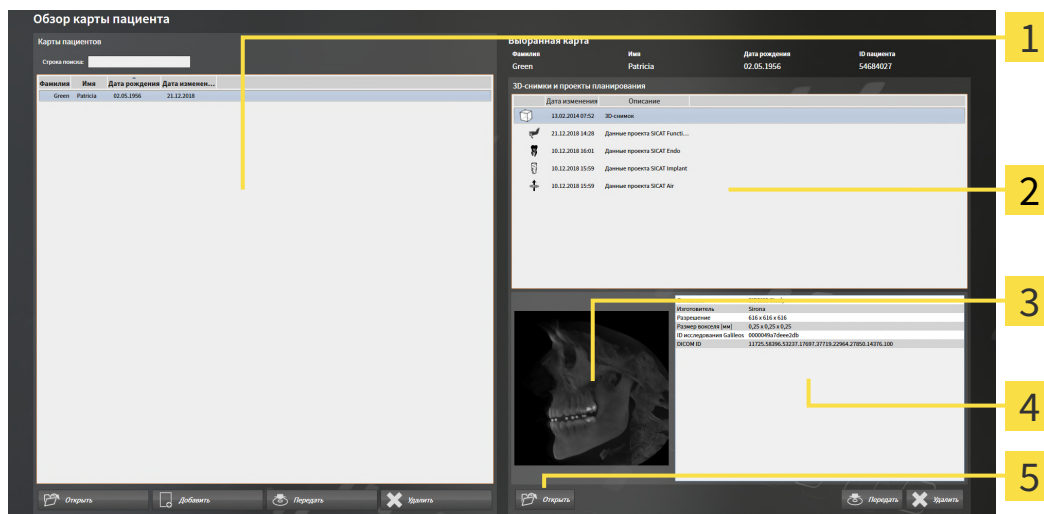 Обзор карты пациента
Карты пациентов
Строка поиска:
Фамилия Имя Дата рождения Дата изменен...
Green Patricia 02.05.1956 21.12.2018
Открыть Добавить Передать Удалить
Выбранная карта
Фамилия Имя Дата рождения ID пациента
Green Patricia 02.05.1956 54684027
3D-снимки и проекты планирования
Дата изменения Описание
13.02.2014 07:52 3D-снимок
21.12.2018 14:28 Данные проекта SICAT Functi...
10.12.2018 16:01 Данные проекта SICAT Endo
10.12.2018 15:59 Данные проекта SICAT Implant
10.12.2018 15:59 Данные проекта SICAT Air
Изготовитель Sirona
Разрешение 616 x 616 x 616
Размер вокселя [мм] 0,25 x 0,25 x 0,25
ID исследования Galileos 0000049a7deee2db
DICOM ID 11725.58396.53237.17697.37719.22964.27850.14376.100
Открыть Передать Удалить
1
2
3
4
5